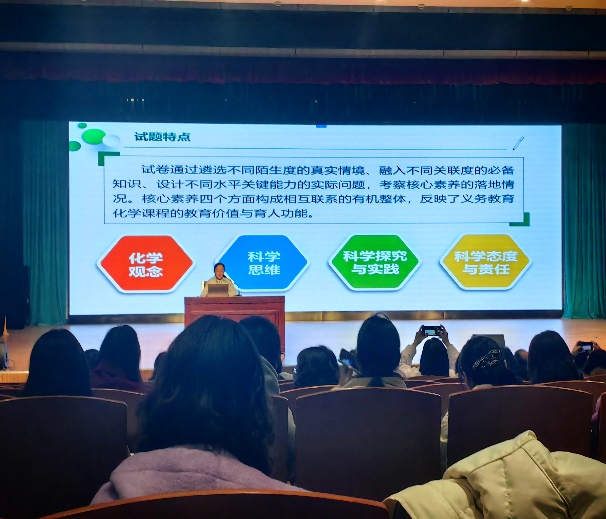 试题特点
试卷通过遴选不同陌生度的真实情境、融入不同关联度的必备
知识、设计不同水平关键能力的实际问题，考察核心素养的落地情
况。核心素养四个方面构成相互联系的有机整体，反映了义务教育
化学课程的教育价值与育人功能。
化学
观念
科学
思维
科学探究
与实践
科学态度
与责任